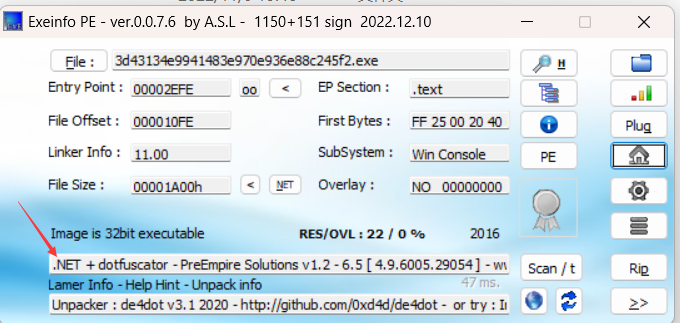 Exeinfo PE - ver.0.0.7.6 by A.S.L - 1150+151 sign 2022.12.10
File : 3d43134e9941483e970e936e88c245f2.exe H
Entry Point : 00002EFE oo < EP Section : .text
File Offset : 000010FE First Bytes : FF 25 00 20 40 Plug
Linker Info : 11.00 SubSystem : Win Console PE
File Size : 00001A00h < NET Overlay : NO 00000000
Image is 32bit executable RES/OVL : 22 / 0 % 2016
.NET + dotfuscator - PreEmpire Solutions v1.2 - 6.5 [ 4.9.6005.29054 ] - Scan / t Rip
Lamer Info - Help Hint - Unpack info 47 ms.
Unpacker : de4dot v3.1 2020 - http://github.com/0xd4d/de4dot - or try : >>